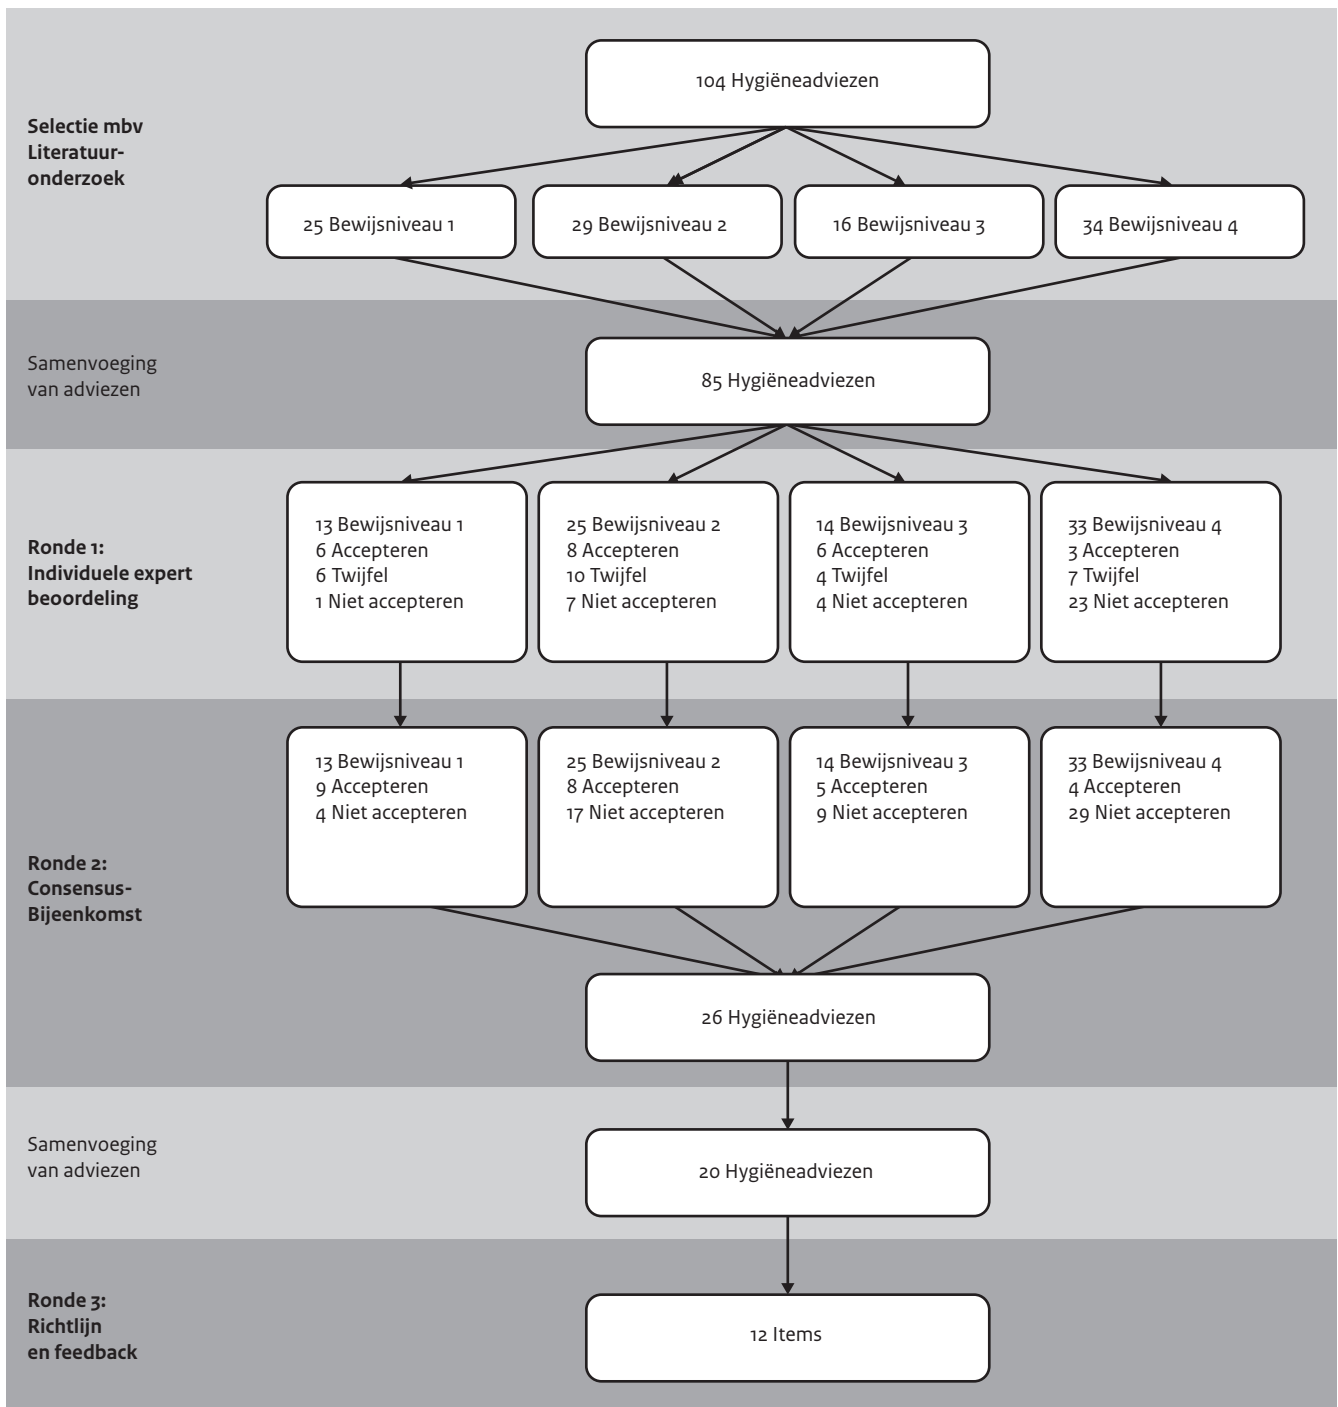 Selectie mbv
Literatuur-
onderzoek
104 Hygiëneadviezen
25 Bewijsniveau 1
29 Bewijsniveau 2
16 Bewijsniveau 3
34 Bewijsniveau 4
Samenvoeging
van adviezen
85 Hygiëneadviezen
Ronde 1:
Individuele expert
beoordeling
13 Bewijsniveau 1
6 Accepteren
6 Twijfel
1 Niet accepteren
25 Bewijsniveau 2
8 Accepteren
10 Twijfel
7 Niet accepteren
14 Bewijsniveau 3
6 Accepteren
4 Twijfel
4 Niet accepteren
33 Bewijsniveau 4
3 Accepteren
7 Twijfel
23 Niet accepteren
Ronde 2:
Consensus-
Bijeenkomst
13 Bewijsniveau 1
9 Accepteren
4 Niet accepteren
25 Bewijsniveau 2
8 Accepteren
17 Niet accepteren
14 Bewijsniveau 3
5 Accepteren
9 Niet accepteren
33 Bewijsniveau 4
4 Accepteren
29 Niet accepteren
26 Hygiëneadviezen
Samenvoeging
van adviezen
20 Hygiëneadviezen
Ronde 3:
Richtlijn
en feedback
12 Items